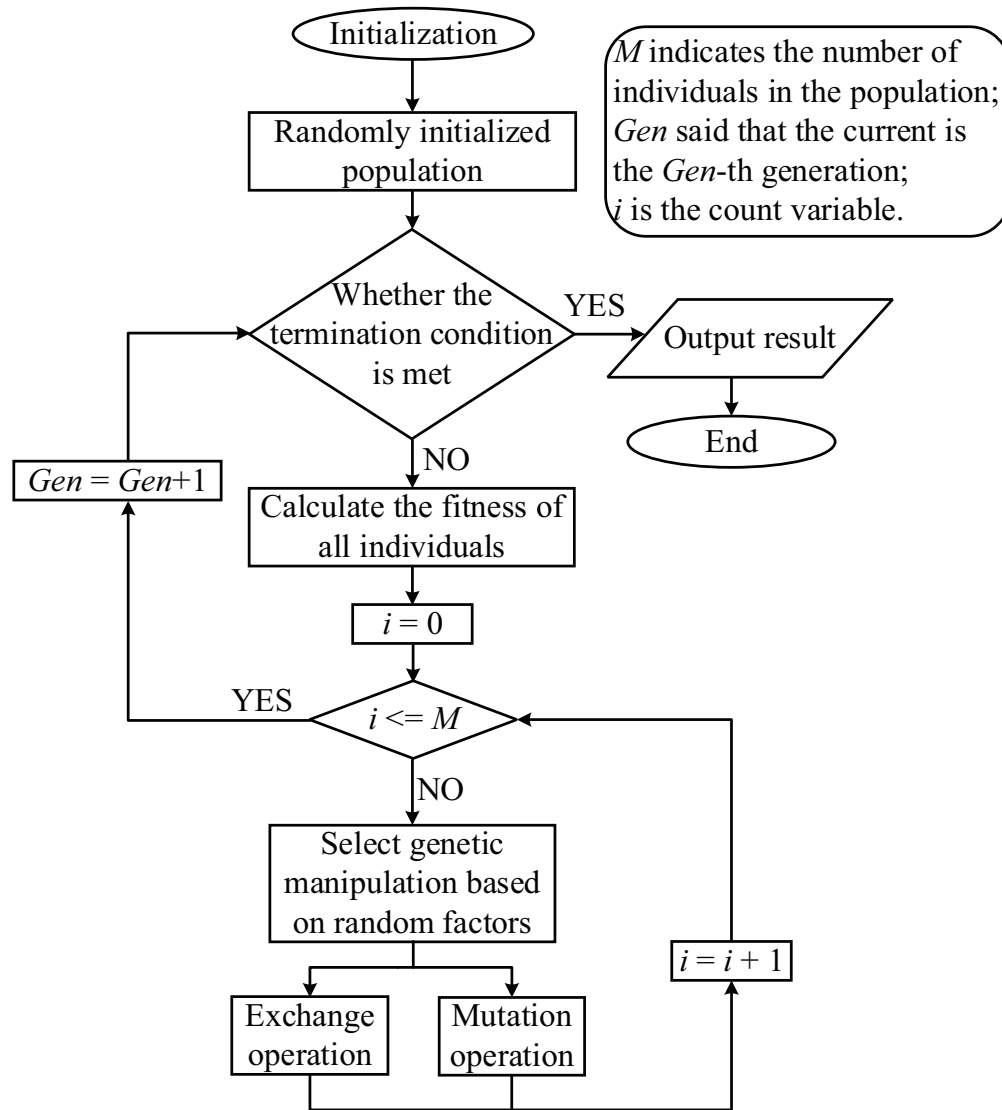 Initialization
M indicates the number of
individuals in the population;
Gen said that the current is
the Gen-th generation;
i is the count variable.
Randomly initialized
population
Whether the
termination condition
is met
YES
Output result
End
NO
Gen = Gen+1
Calculate the fitness of
all individuals
i = 0
YES
i <= M
NO
Select genetic
manipulation based
on random factors
i = i + 1
Exchange
operation
Mutation
operation